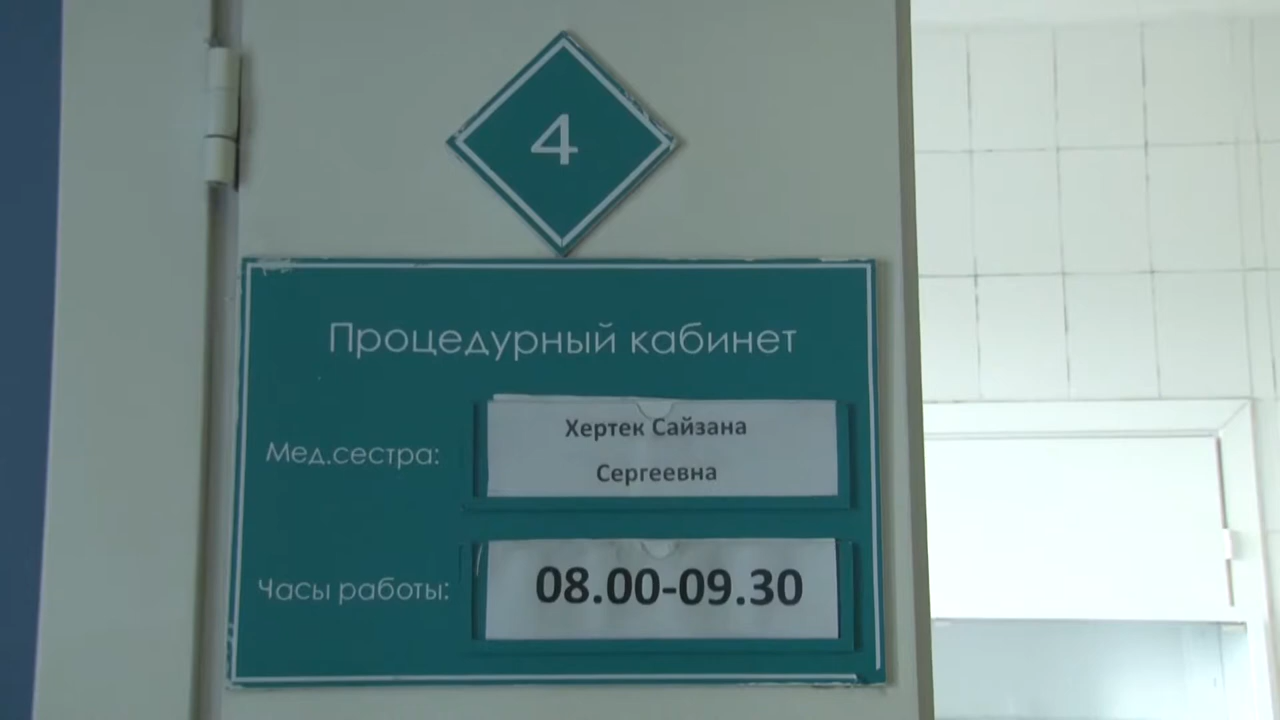 4
Процедурный кабинет
Мед.сестра:
Хертек Сайзана
Сергеевна
Часы работы:
08.00-09.30